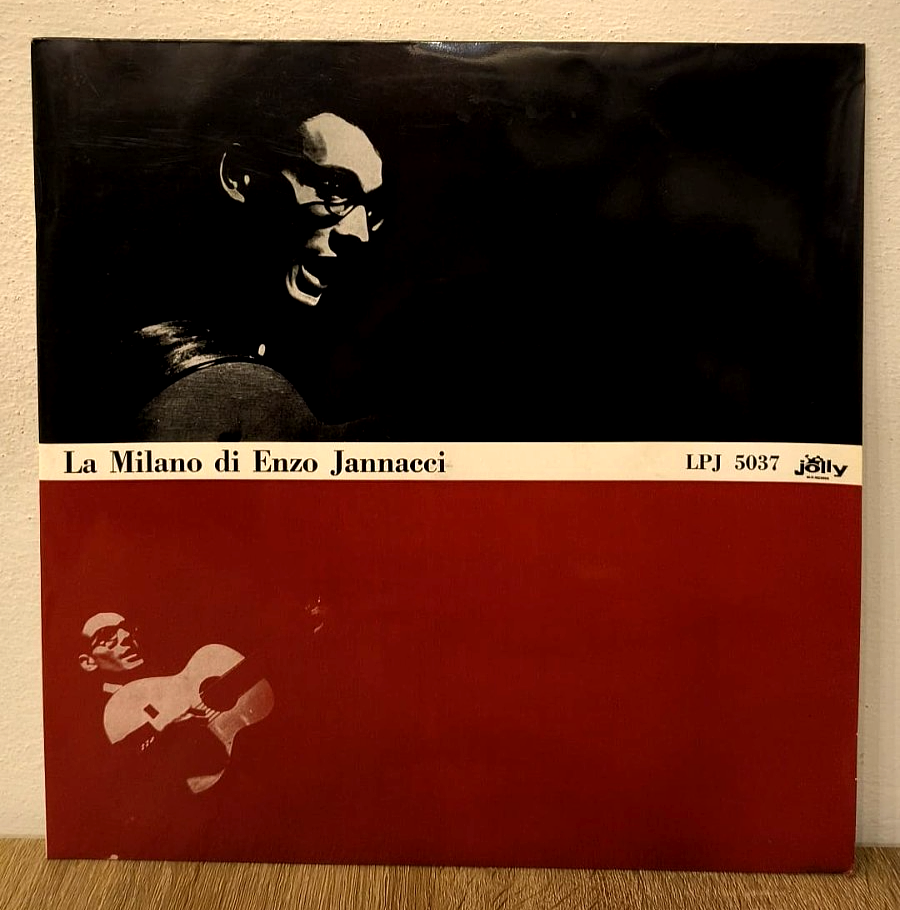 La Milano di Enzo Jannacci
LPJ 5037 jolly